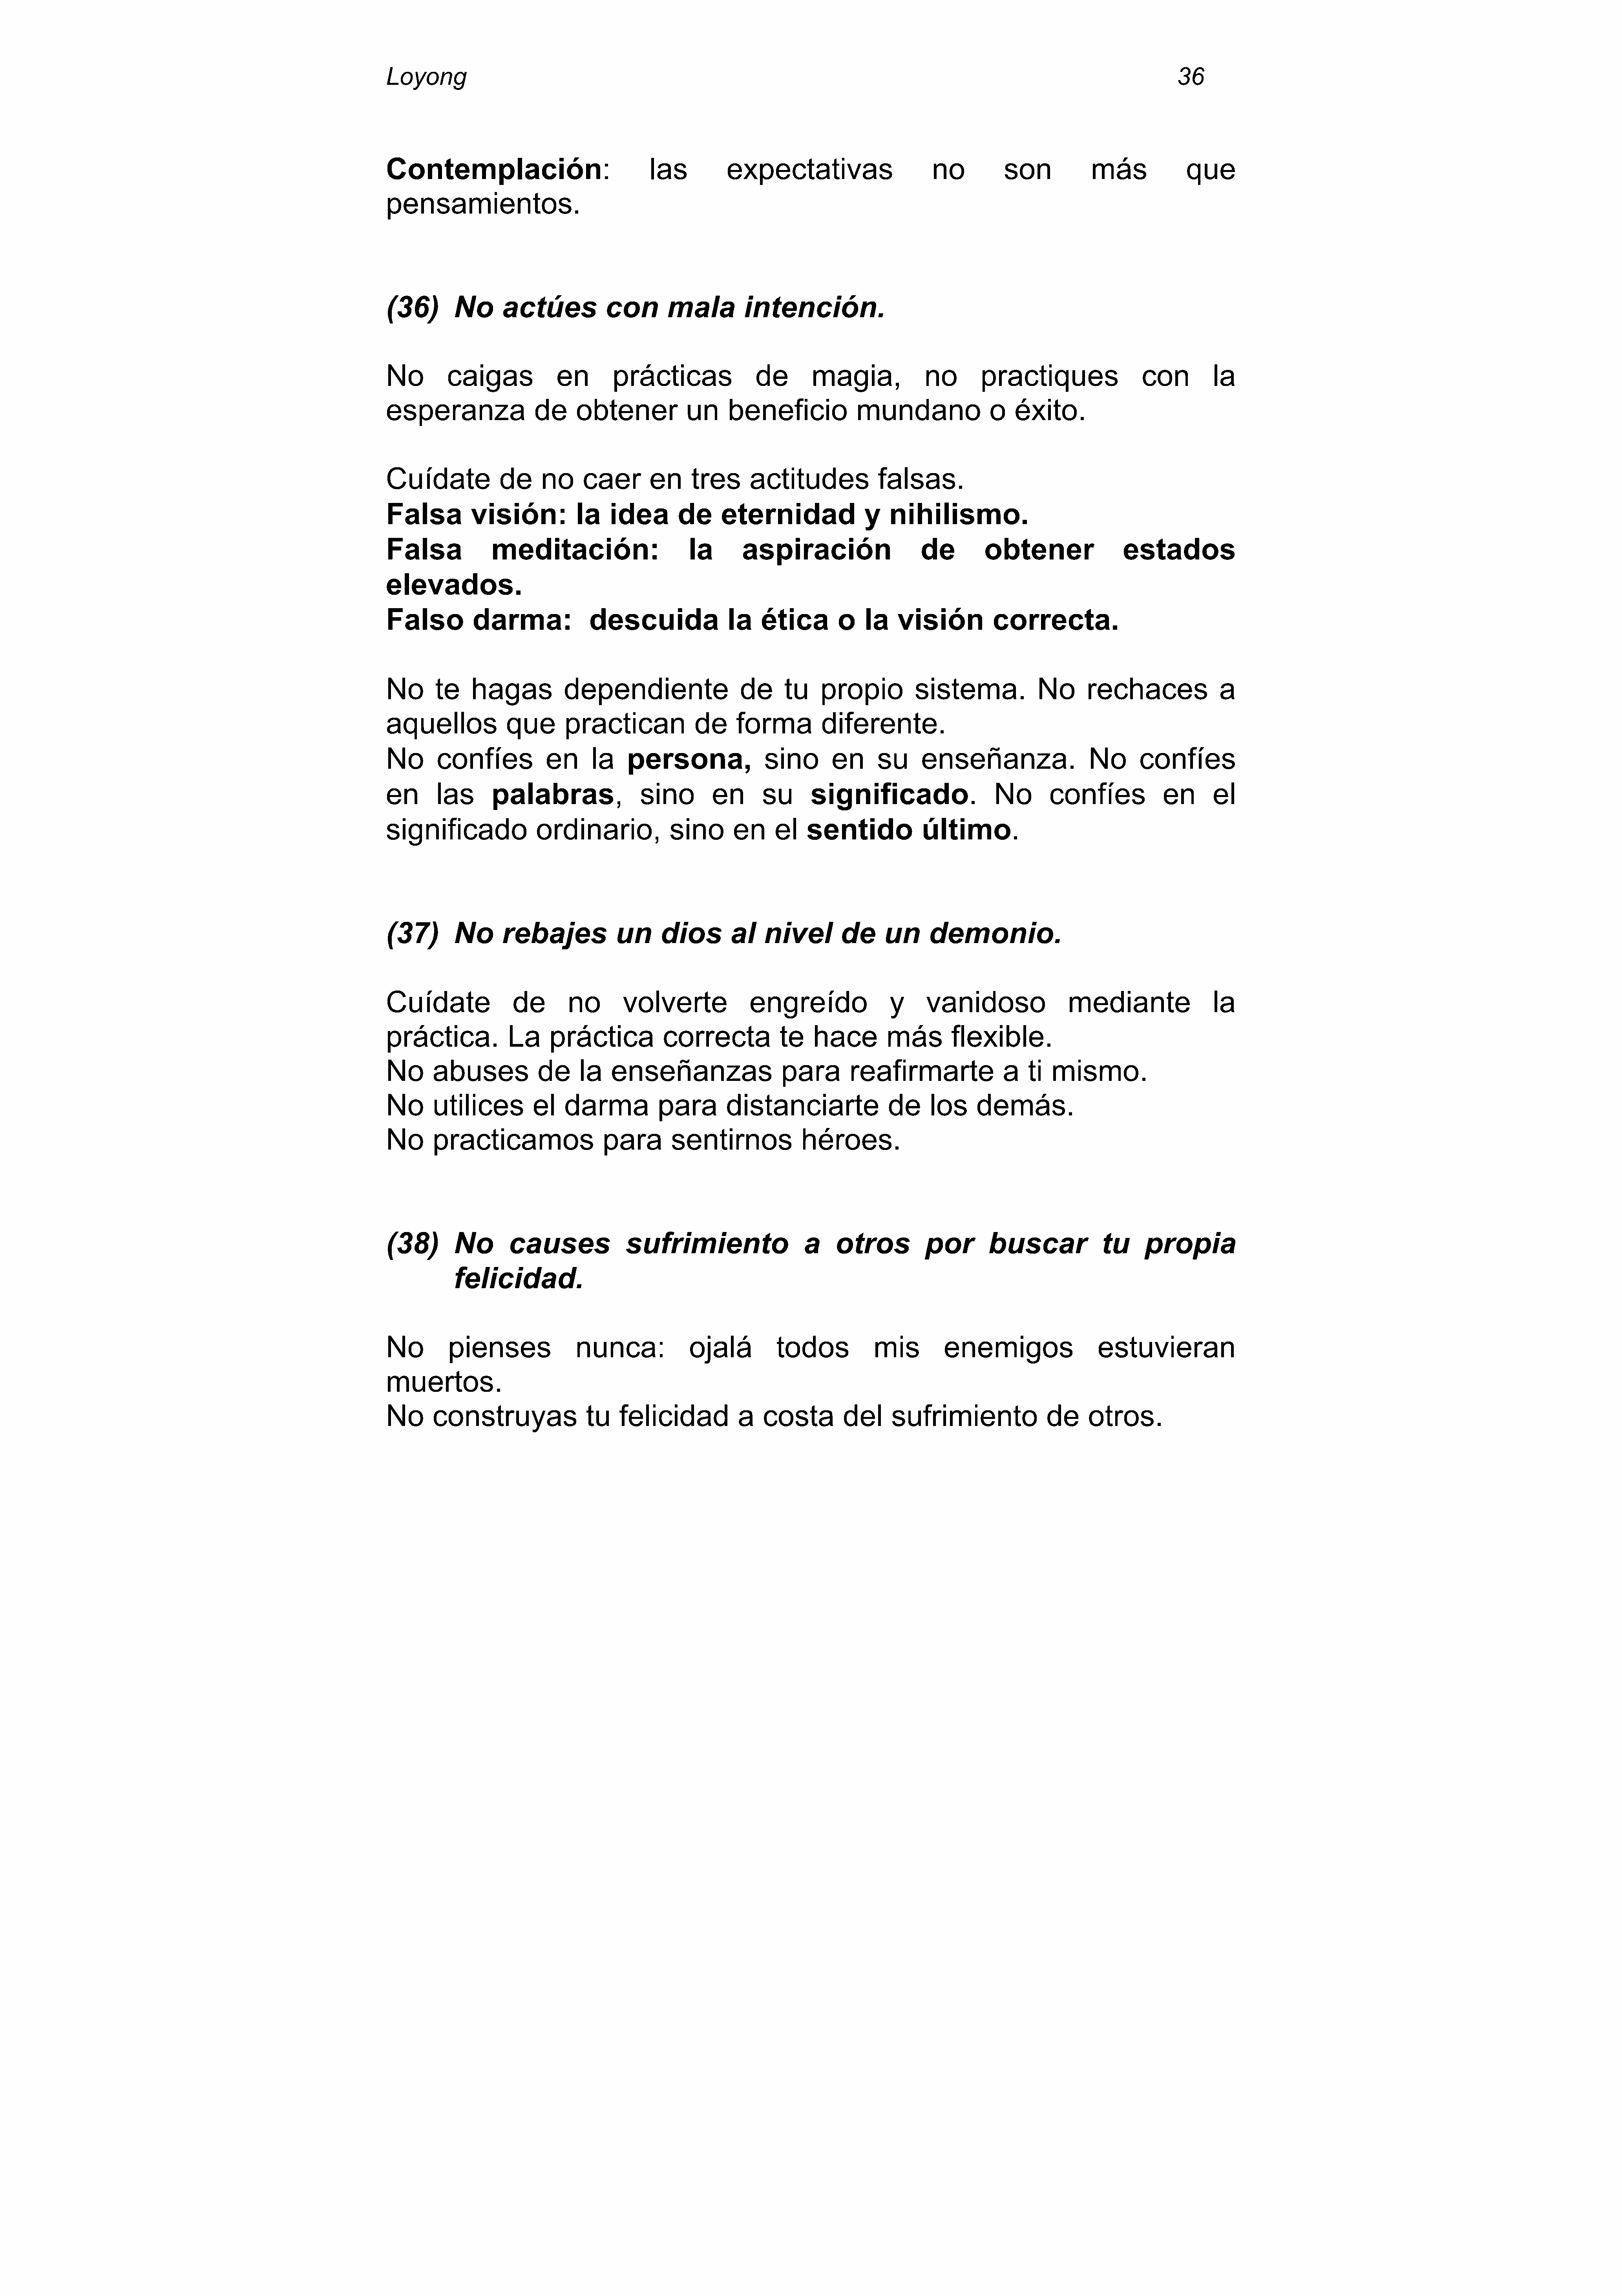 Loyong 36
Contemplación: las expectativas no son más que
pensamientos.
(36) No actúes con mala intención.
No caigas en prácticas de magia, no practiques con la
esperanza de obtener un beneficio mundano o éxito.
Cuídate de no caer en tres actitudes falsas.
Falsa visión: la idea de eternidad y nihilismo.
Falsa meditación: la aspiración de obtener estados
elevados.
Falso darma: descuida la ética o la visión correcta.
No te hagas dependiente de tu propio sistema. No rechaces a
aquellos que practican de forma diferente.
No confíes en la persona, sino en su enseñanza. No confíes
en las palabras, sino en su significado. No confíes en el
significado ordinario, sino en el sentido último.
(37) No rebajes un dios al nivel de un demonio.
Cuídate de no volverte engreído y vanidoso mediante la
práctica. La práctica correcta te hace más flexible.
No abuses de la enseñanzas para reafirmarte a ti mismo.
No utilices el darma para distanciarte de los demás.
No practicamos para sentirnos héroes.
(38) No causes sufrimiento a otros por buscar tu propia
felicidad.
No pienses nunca: ojalá todos mis enemigos estuvieran
muertos.
No construyas tu felicidad a costa del sufrimiento de otros.